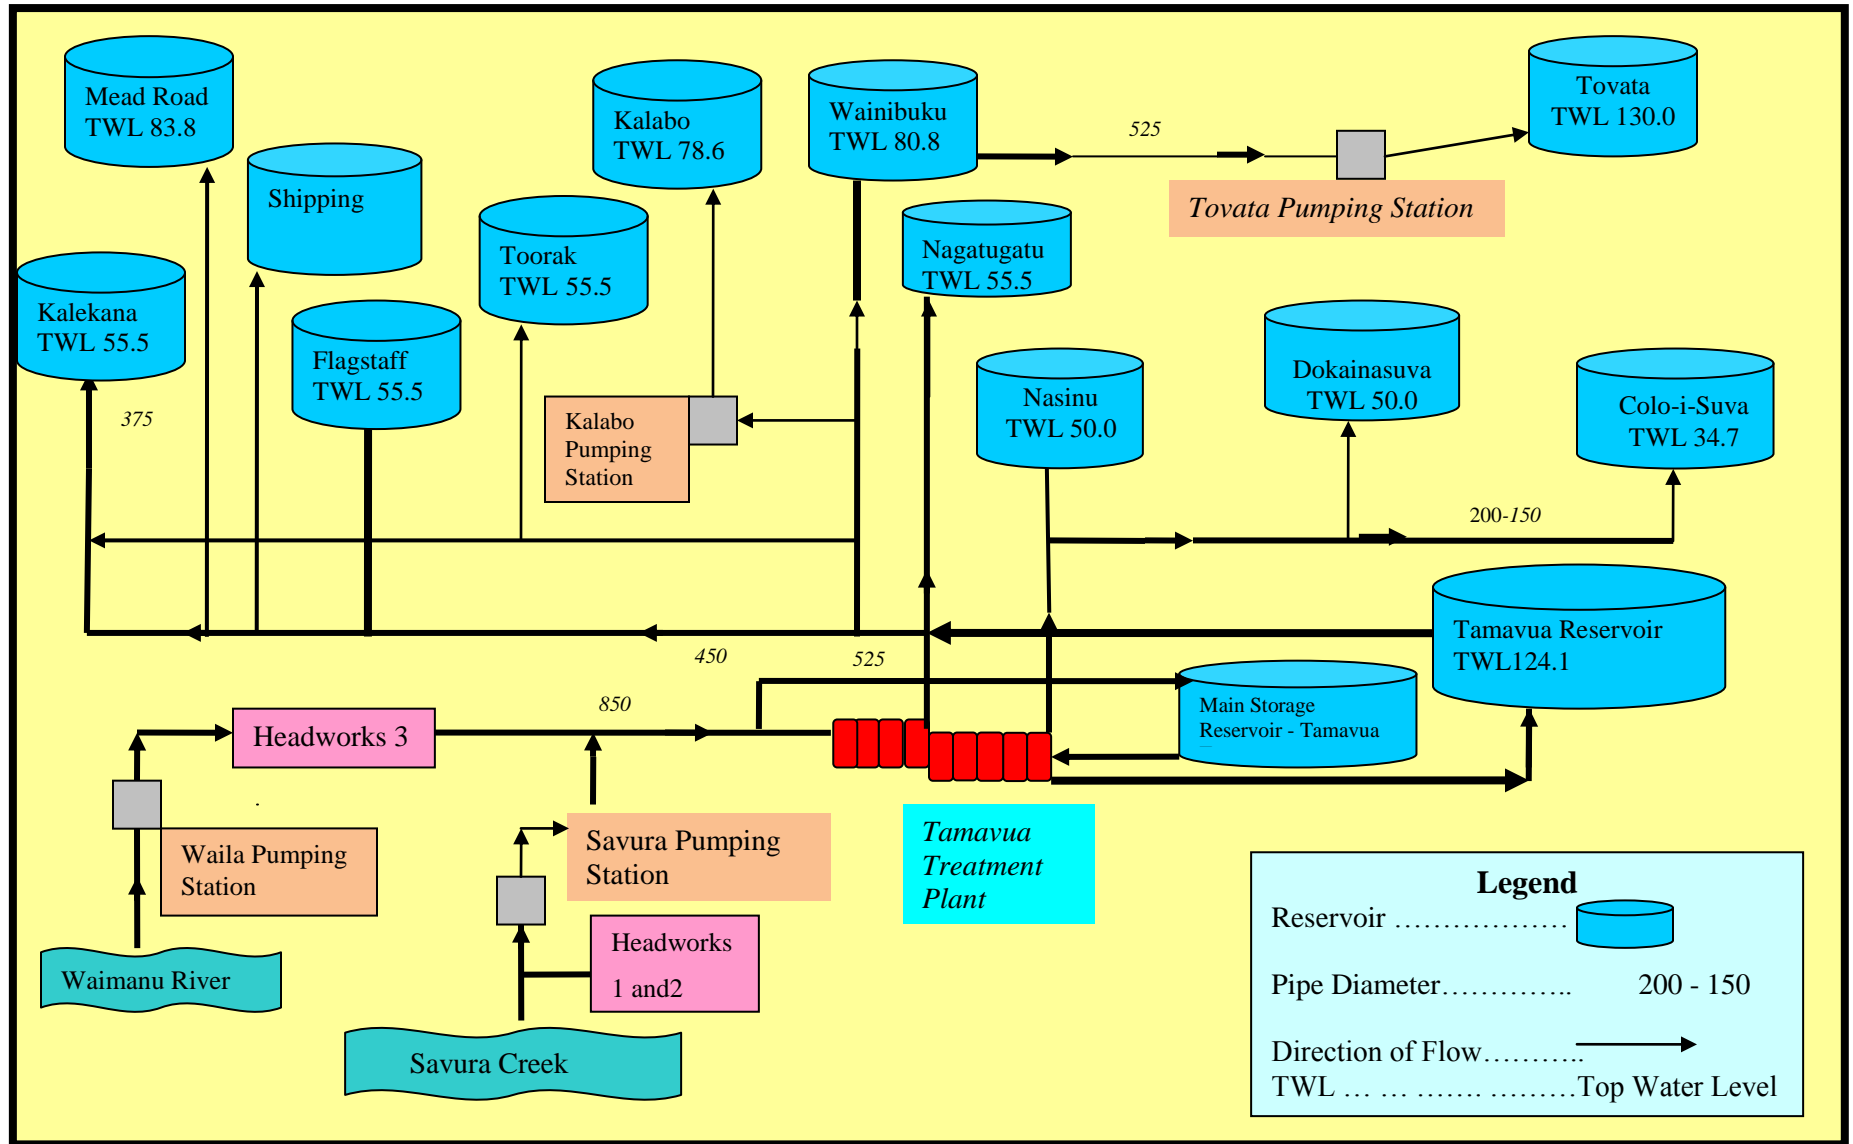 Mead Road
TWL 83.8
Shipping
Kalekana
TWL 55.5
Flagstaff
TWL 55.5
Toorak
TWL 55.5
Kalabo
TWL 78.6
Wainibuku
TWL 80.8
525
Tovata
TWL 130.0
Tovata Pumping Station
Nagatugatu
TWL 55.5
Nasinu
TWL 50.0
Dokainasuva
TWL 50.0
Colo-i-Suva
TWL 34.7
375
Kalabo
Pumping
Station
200-150
Tamavua Reservoir
TWL124.1
450
525
850
Main Storage
Reservoir - Tamavua
Headworks 3
Waila Pumping
Station
Savura Pumping
Station
Tamavua
Treatment
Plant
Headworks
1 and2
Waimanu River
Savura Creek
Legend
Reservoir ………………
Pipe Diameter………….. 200 - 150
Direction of Flow………..
TWL … … ……. ………Top Water Level